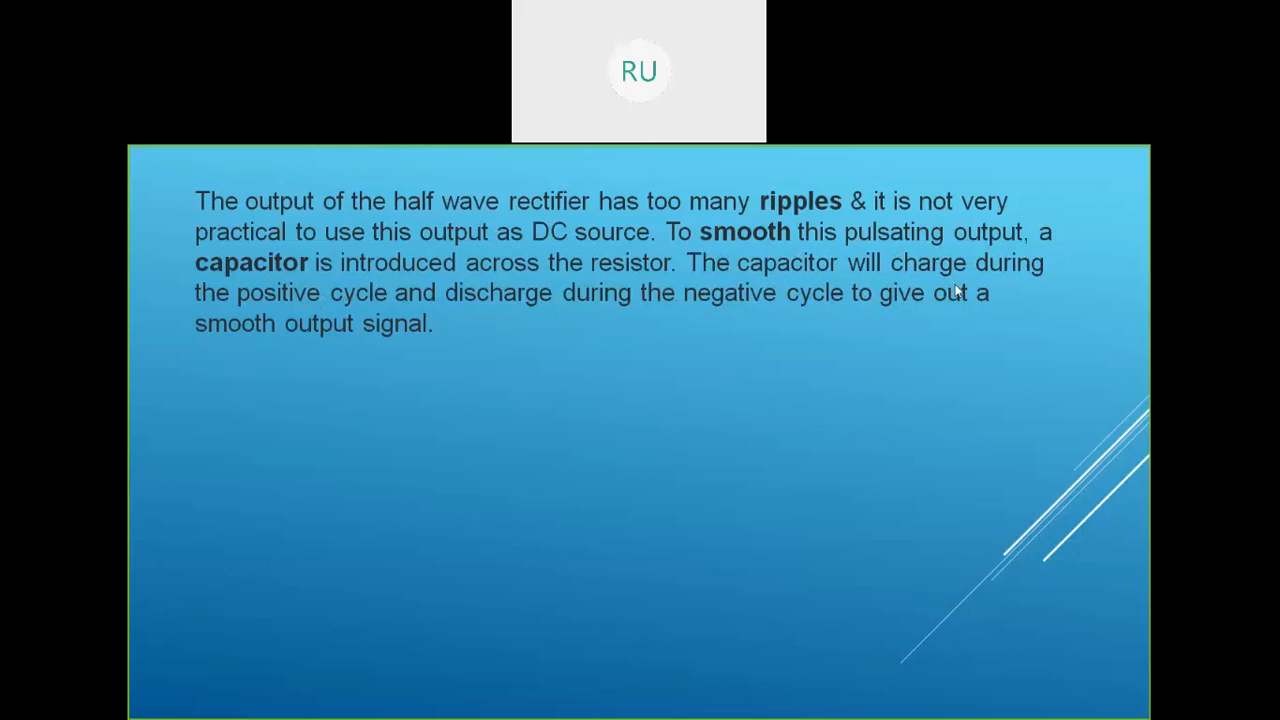 RU
The output of the half wave rectifier has too many ripples & it is not very
practical to use this output as DC source. To smooth this pulsating output, a
capacitor is introduced across the resistor. The capacitor will charge during
the positive cycle and discharge during the negative cycle to give out a
smooth output signal.